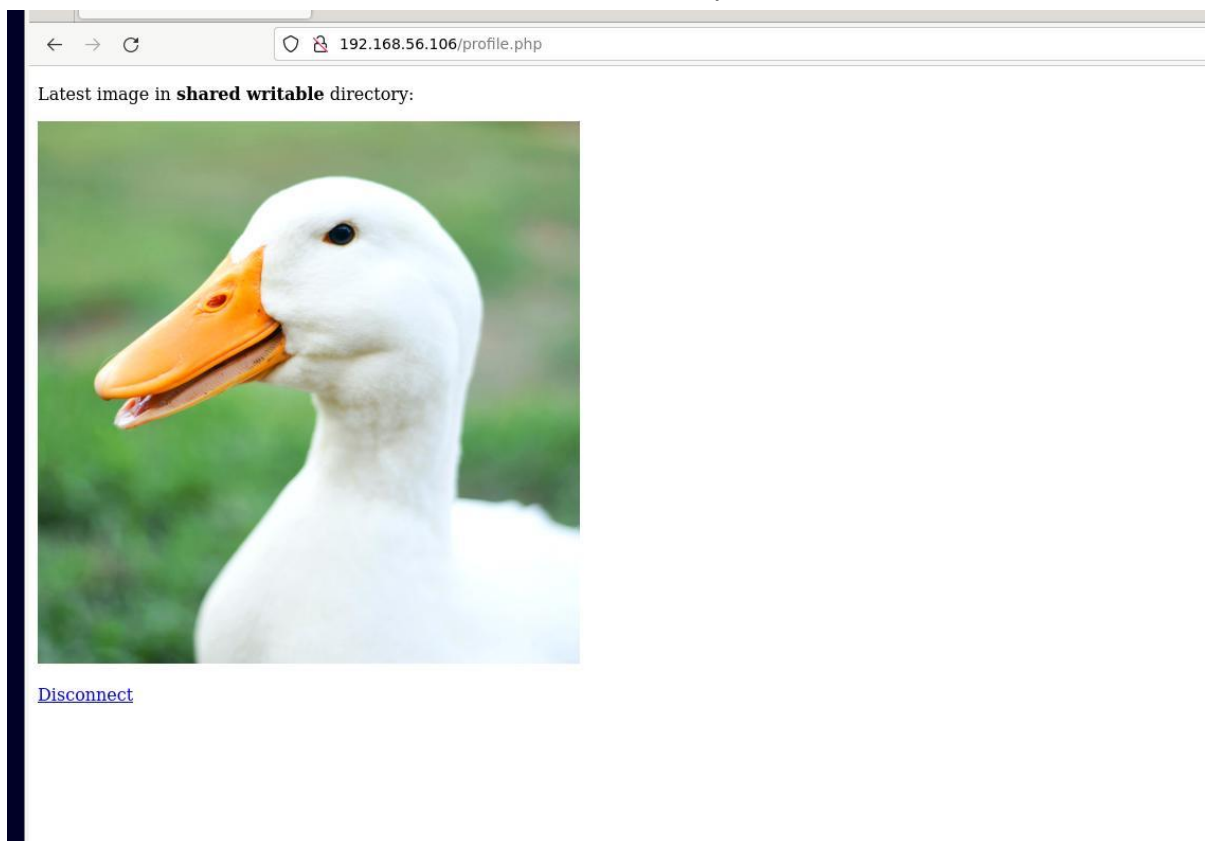 192.168.56.106/profile.php
Latest image in shared writable directory:
Disconnect